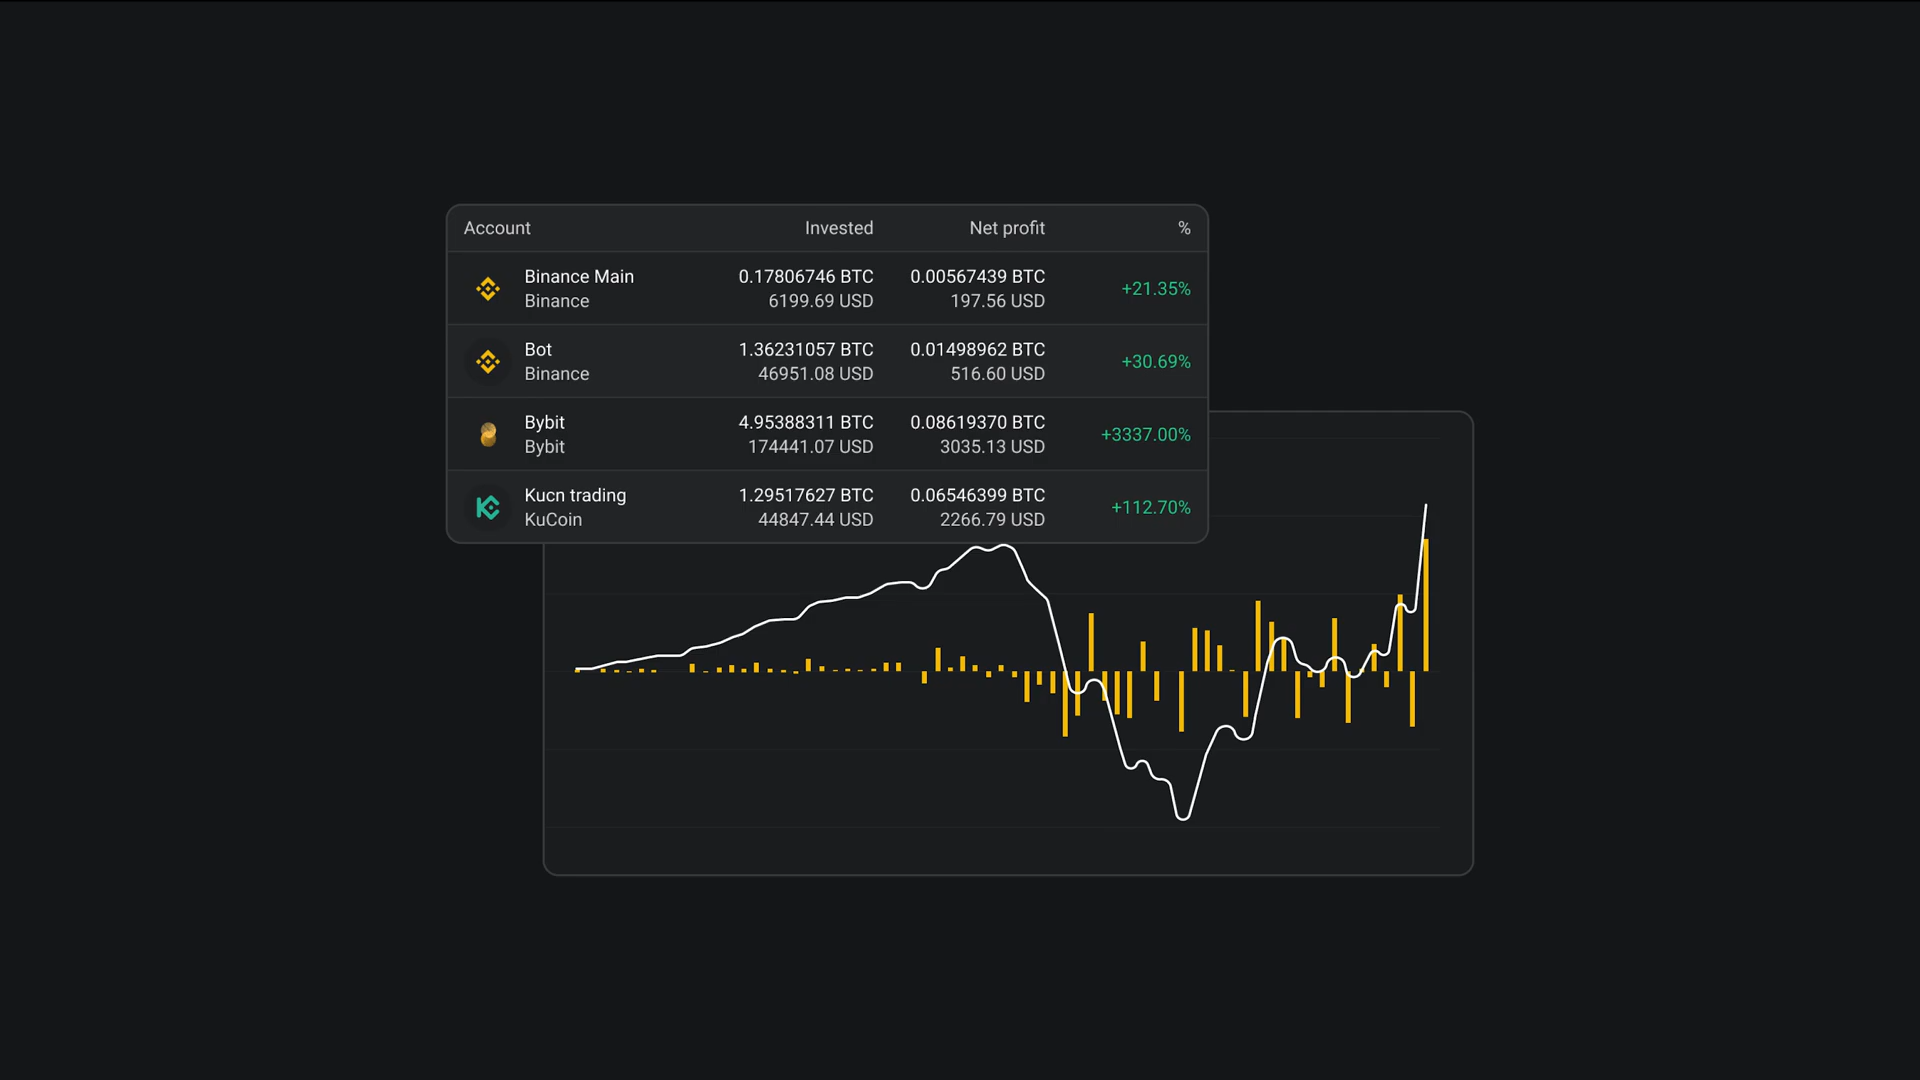 Account Invested Net profit %
Binance Main 0.17806746 BTC 0.00567439 BTC
Binance 6199.69 USD 197.56 USD
+21.35%
Bot 1.36231057 BTC 0.01498962 BTC
Binance 46951.08 USD 516.60 USD
+30.69%
Bybit 4.95388311 BTC 0.08619370 BTC
Bybit 174441.07 USD 3035.13 USD
+3337.00%
Kucn trading 1.29517627 BTC 0.06546399 BTC
KuCoin 44847.44 USD 2266.79 USD
+112.70%